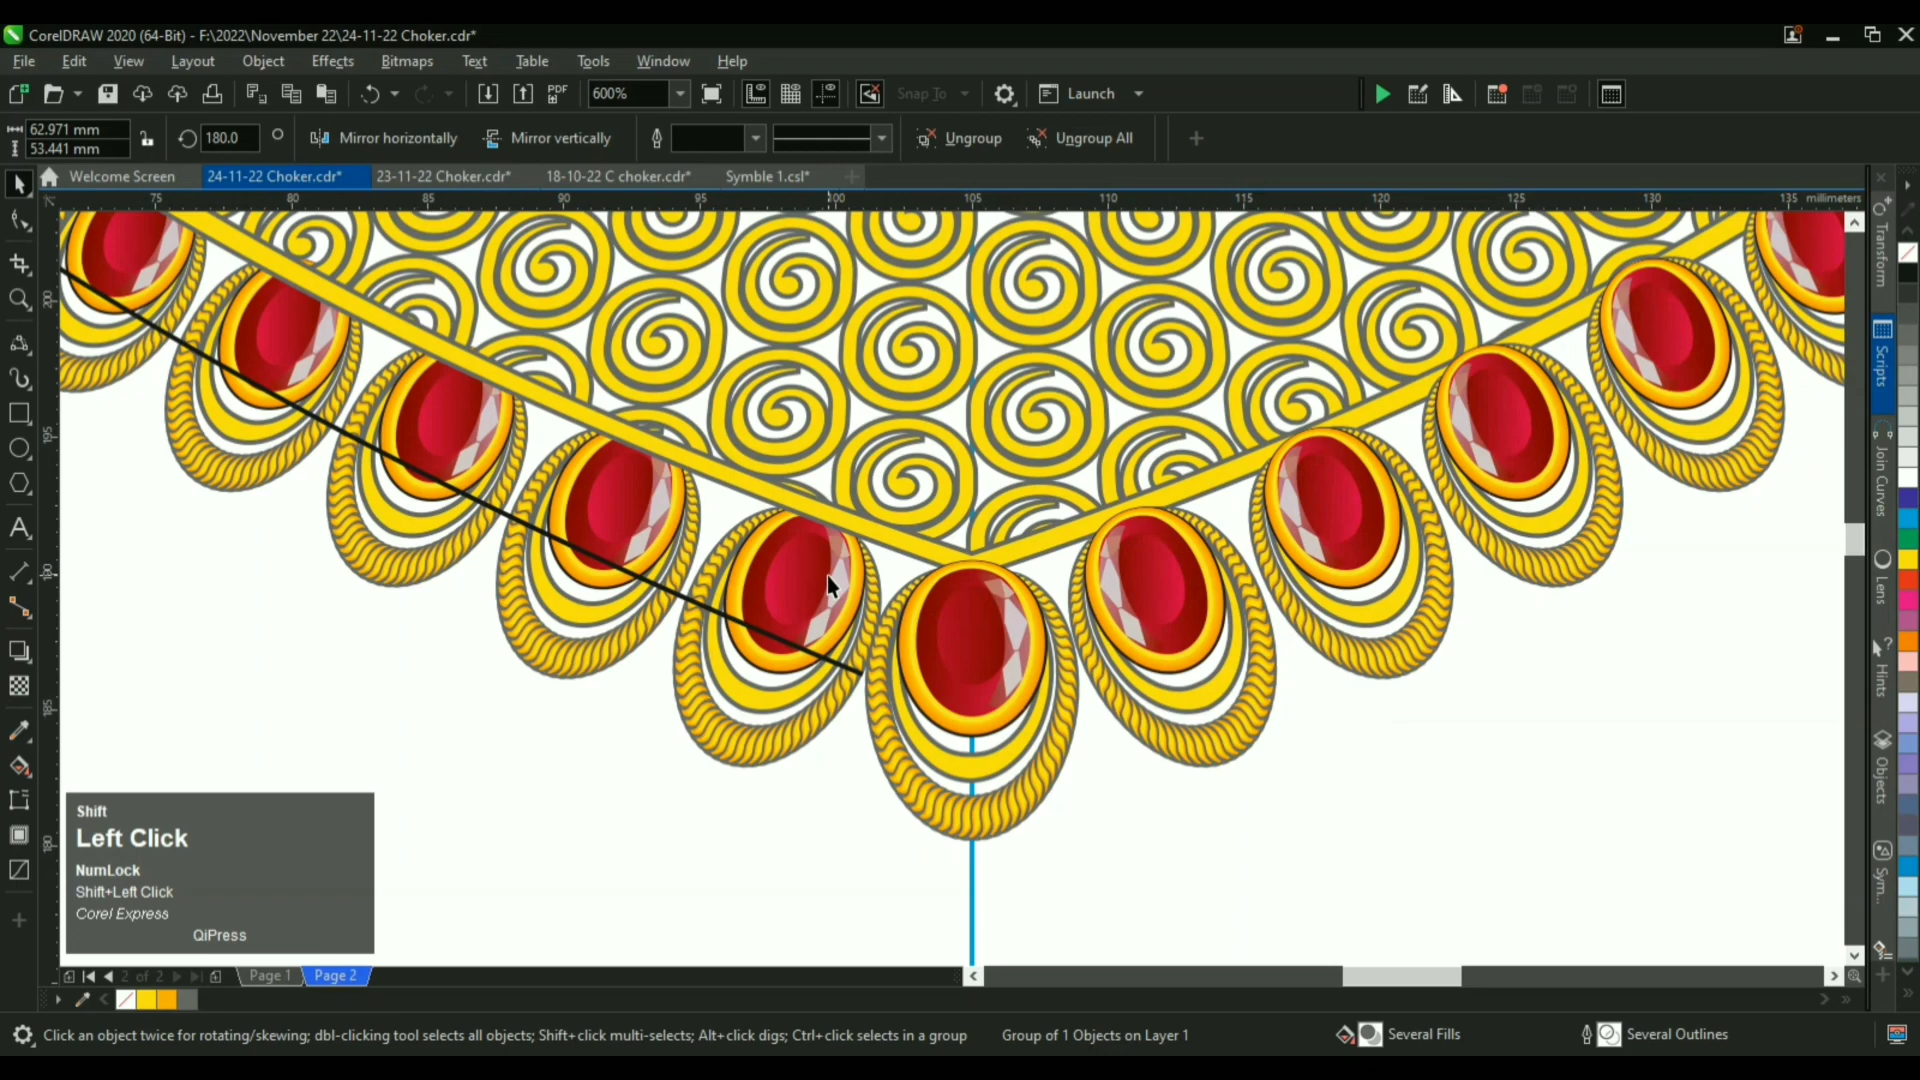 CorelDRAW 2020 (64-Bit) - F:\2022\November 22\24-11-22 Choker.cdr*
File Edit View Layout Object Effects Bitmaps Text Table Tools Window Help
PDF 600% Snap To Launch
62.971 mm
53.441 mm
180.0 Mirror horizontally Mirror vertically Ungroup Ungroup All
Welcome Screen 24-11-22 Choker.cdr* 23-11-22 Choker.cdr* 18-10-22 C choker.cdr* Symble 1.csl*
75 80 85 90 95 100 105 110 115 120 125 130 135 millimeters
200
195
190
185
180
Transform
Scripts
Join Curves
Lens
Hints
Objects
Sym...
Shift
Left Click
NumLock
Shift+Left Click
Corel Express
QiPress
2 of 2 Page 1 Page 2
Click an object twice for rotating/skewing; dbl-clicking tool selects all objects; Shift+click multi-selects; Alt+click digs; Ctrl+click selects in a group Group of 1 Objects on Layer 1 Several Fills Several Outlines